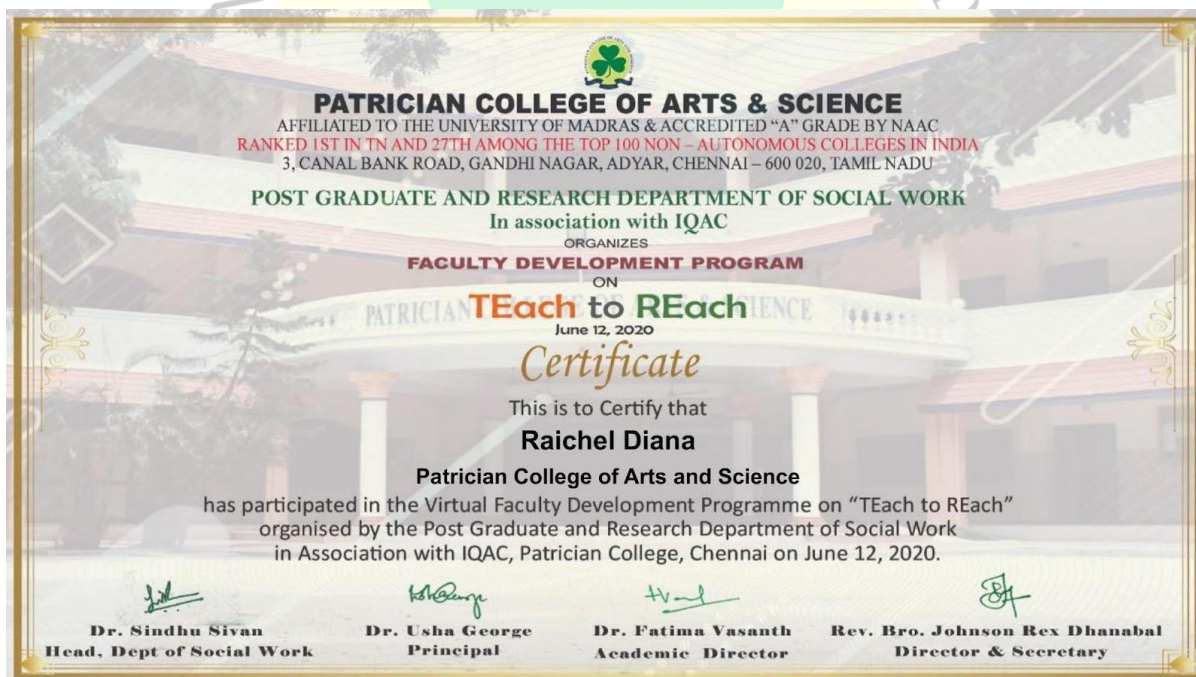 PATRICIAN COLLEGE OF ARTS & SCIENCE
AFFILIATED TO THE UNIVERSITY OF MADRAS & ACCREDITED “A” GRADE BY NAAC
RANKED 1ST IN TN AND 27TH AMONG THE TOP 100 NON – AUTONOMOUS COLLEGES IN INDIA
3, CANAL BANK ROAD, GANDHI NAGAR, ADYAR, CHENNAI – 600 020, TAMIL NADU
POST GRADUATE AND RESEARCH DEPARTMENT OF SOCIAL WORK
In association with IQAC
ORGANIZES
FACULTY DEVELOPMENT PROGRAM
ON
PATRICIAN
SCIENCE
TEach to REach
June 12, 2020
Certificate
This is to Certify that
Raichel Diana
Patrician College of Arts and Science
has participated in the Virtual Faculty Development Programme on “TEach to REach”
organised by the Post Graduate and Research Department of Social Work
in Association with IQAC, Patrician College, Chennai on June 12, 2020.
Dr. Sindhu Sivan
Head, Dept of Social Work
Dr. Usha George
Principal
Dr. Fatima Vasanth
Academic Director
Rev. Bro. Johnson Rex Dhanabal
Director & Secretary